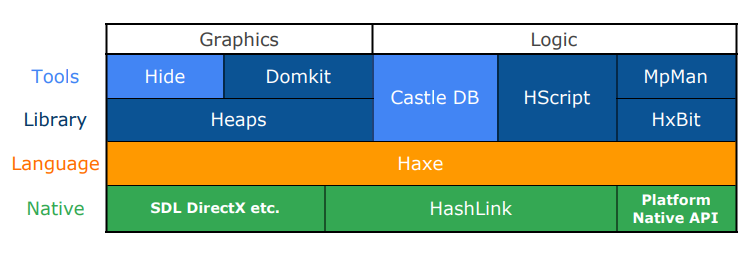 Graphics Logic
Tools Hide Domkit Castle DB HScript MpMan
Library Heaps HxBit
Language Haxe
Native SDL DirectX etc. HashLink Platform
Native API